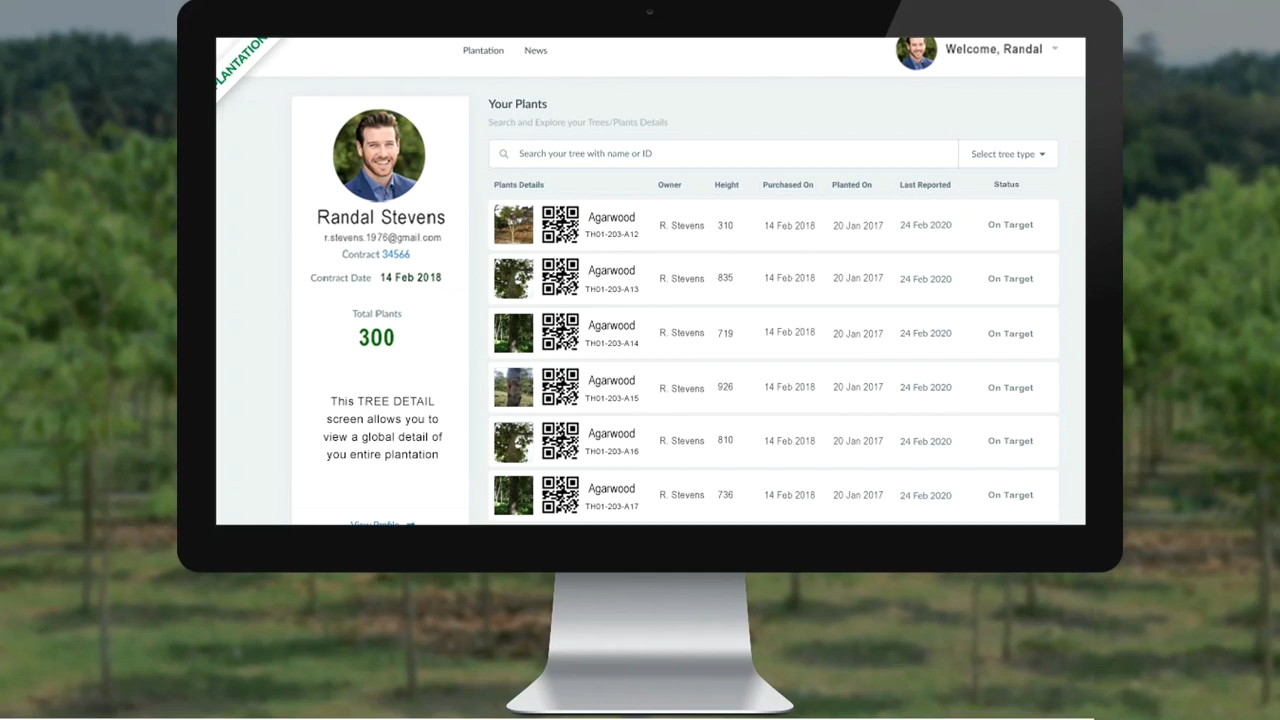 PLANTATION
Plantation News
Welcome, Randal
Randal Stevens
r.stevens.1976@gmail.com
Contract 34566
Contract Date 14 Feb 2018
Total Plants
300
This TREE DETAIL
screen allows you to
view a global detail of
you entire plantation
View Profile
Your Plants
Search and Explore your Trees/Plants Details
Search your tree with name or ID
Select tree type
Plants Details Owner Height Purchased On Planted On Last Reported Status
Agarwood
TH01-203-A12
R. Stevens 310 14 Feb 2018 20 Jan 2017 24 Feb 2020 On Target
Agarwood
TH01-203-A13
R. Stevens 835 14 Feb 2018 20 Jan 2017 24 Feb 2020 On Target
Agarwood
TH01-203-A14
R. Stevens 719 14 Feb 2018 20 Jan 2017 24 Feb 2020 On Target
Agarwood
TH01-203-A15
R. Stevens 926 14 Feb 2018 20 Jan 2017 24 Feb 2020 On Target
Agarwood
TH01-203-A16
R. Stevens 810 14 Feb 2018 20 Jan 2017 24 Feb 2020 On Target
Agarwood
TH01-203-A17
R. Stevens 736 14 Feb 2018 20 Jan 2017 24 Feb 2020 On Target